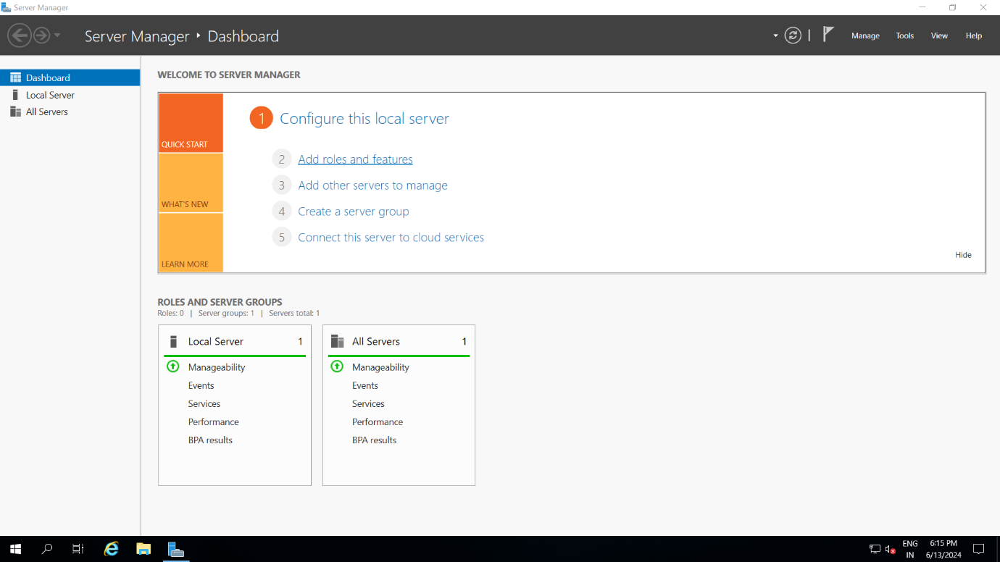 Server Manager
Server Manager ‣ Dashboard
Manage Tools View Help
Dashboard
Local Server
All Servers
WELCOME TO SERVER MANAGER
QUICK START
WHAT'S NEW
LEARN MORE
1 Configure this local server
2 Add roles and features
3 Add other servers to manage
4 Create a server group
5 Connect this server to cloud services
Hide
ROLES AND SERVER GROUPS
Roles: 0 | Server groups: 1 | Servers total: 1
Local Server 1
Manageability
Events
Services
Performance
BPA results
All Servers 1
Manageability
Events
Services
Performance
BPA results
ENG
IN
6:15 PM
6/13/2024